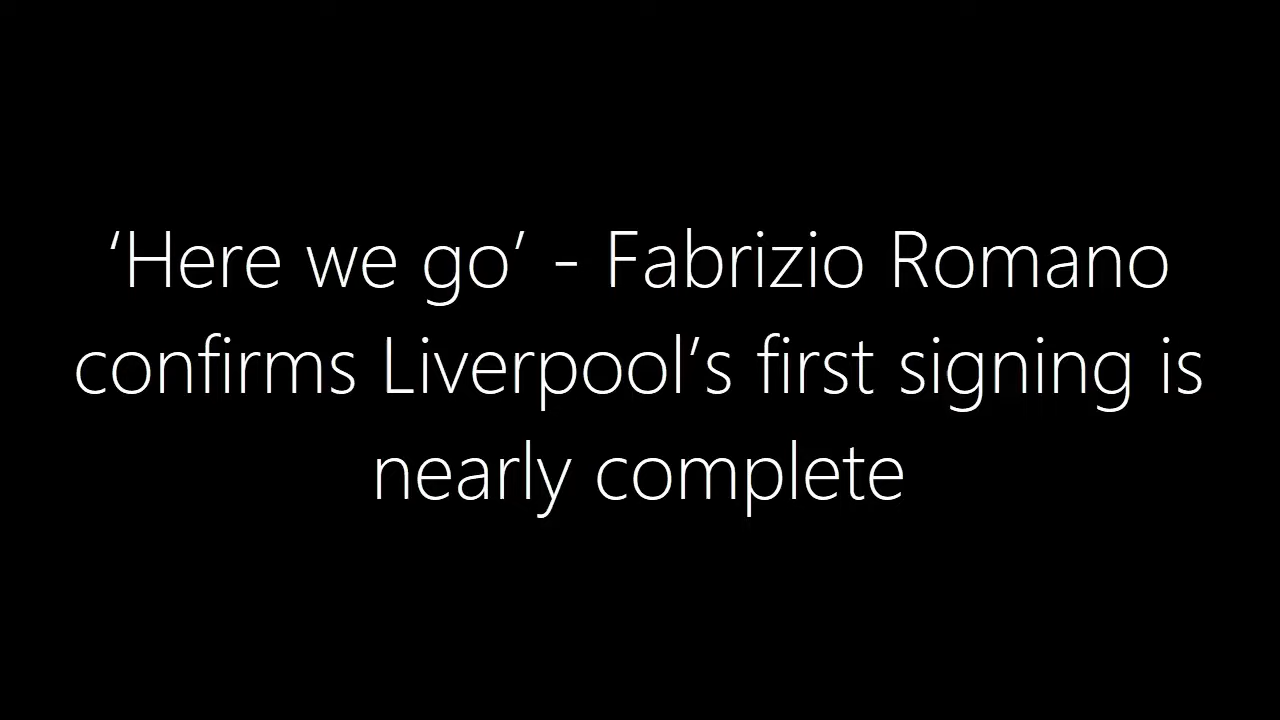 ‘Here we go’ - Fabrizio Romano
confirms Liverpool’s first signing is
nearly complete